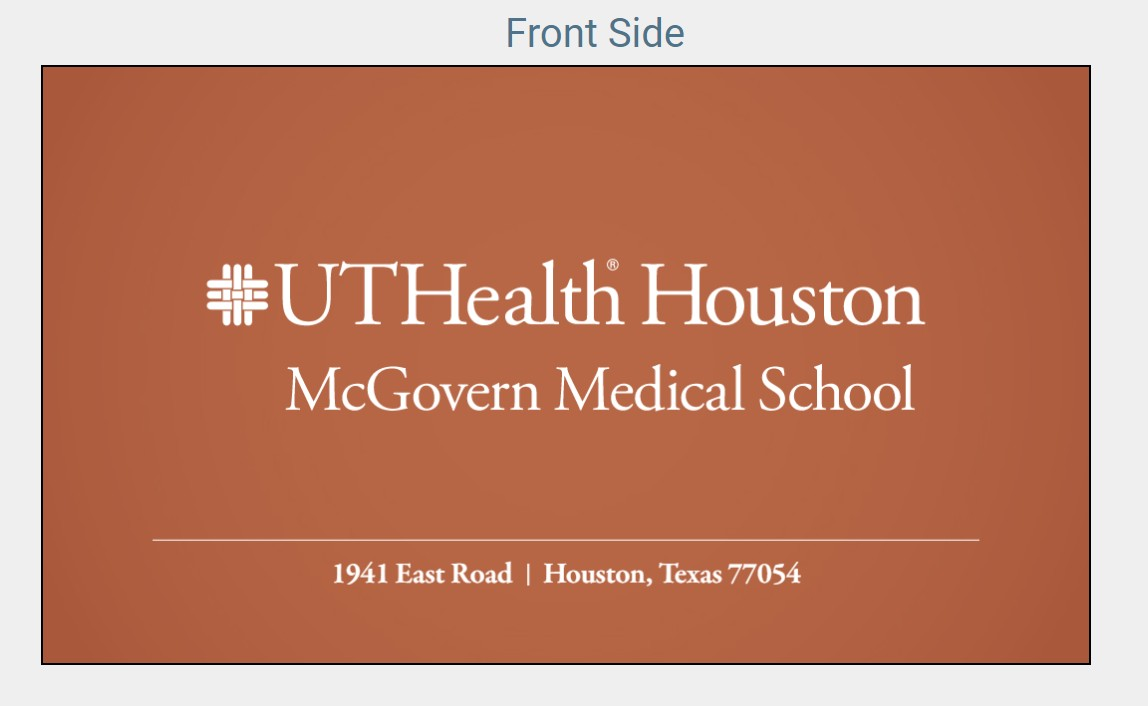 Front Side
UTHealth® Houston
McGovern Medical School
1941 East Road | Houston, Texas 77054